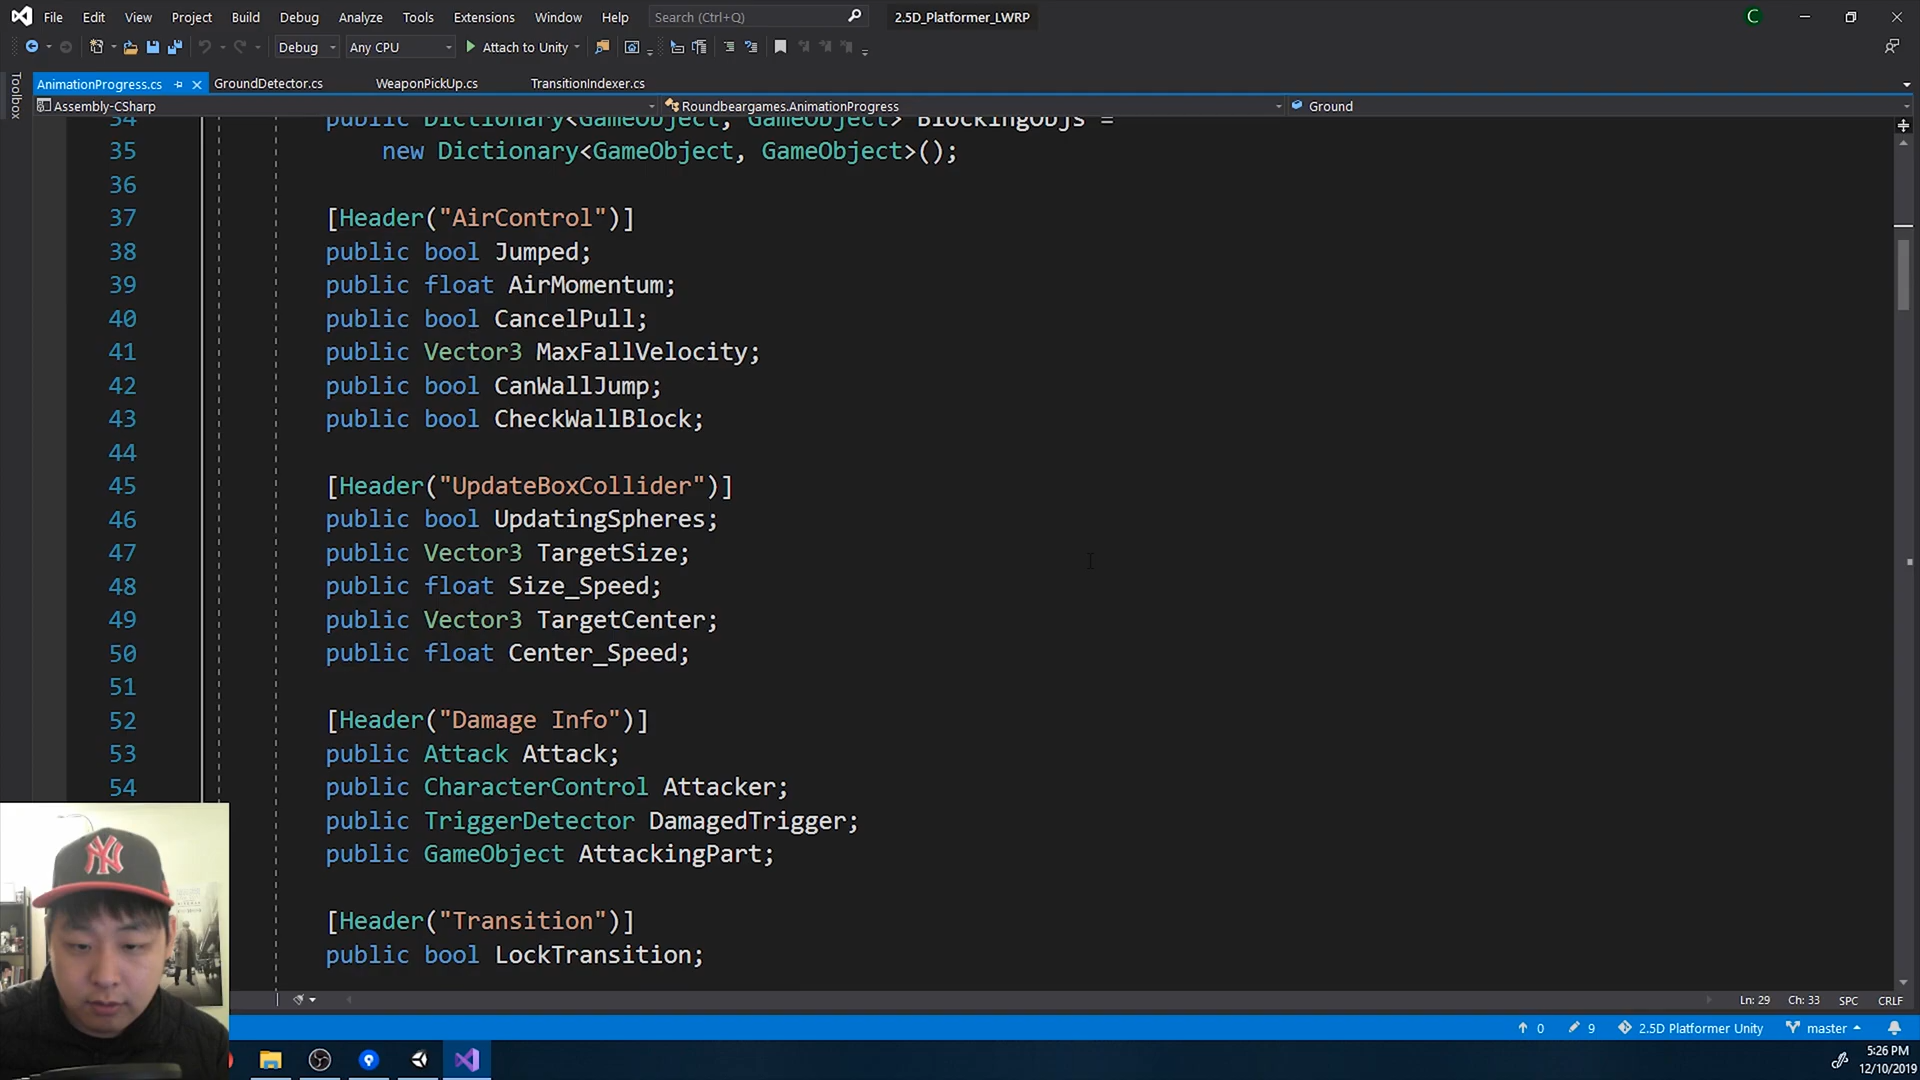 File Edit View Project Build Debug Analyze Tools Extensions Window Help Search (Ctrl+Q) 2.5D_Platformer_LWRP C
Debug Any CPU Attach to Unity
Toolbox
AnimationProgress.cs GroundDetector.cs WeaponPickUp.cs TransitionIndexer.cs
Assembly-CSharp Roundbeargames.AnimationProgress Ground
34 public Dictionary<GameObject, GameObject> BlockingObjs =
35 new Dictionary<GameObject, GameObject>();
36
37 [Header("AirControl")]
38 public bool Jumped;
39 public float AirMomentum;
40 public bool CancelPull;
41 public Vector3 MaxFallVelocity;
42 public bool CanWallJump;
43 public bool CheckWallBlock;
44
45 [Header("UpdateBoxCollider")]
46 public bool UpdatingSpheres;
47 public Vector3 TargetSize;
48 public float Size_Speed;
49 public Vector3 TargetCenter;
50 public float Center_Speed;
51
52 [Header("Damage Info")]
53 public Attack Attack;
54 public CharacterControl Attacker;
public TriggerDetector DamagedTrigger;
public GameObject AttackingPart;
[Header("Transition")]
public bool LockTransition;
Ln: 29 Ch: 33 SPC CRLF
0 9 2.5D Platformer Unity master
5:26 PM
12/10/2019